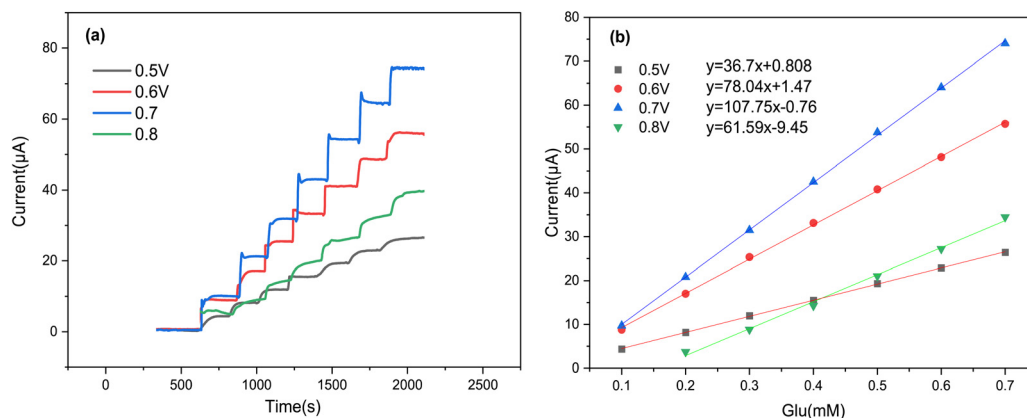 (a)
0.5V
0.6V
0.7
0.8
Current(μA)
80
60
40
20
0
0
500
1000
1500
2000
2500
Time(s)
(b)
0.5V y=36.7x+0.808
0.6V y=78.04x+1.47
0.7V y=107.75x-0.76
0.8V y=61.59x-9.45
Current(μA)
80
70
60
50
40
30
20
10
0
0.1
0.2
0.3
0.4
0.5
0.6
0.7
Glu(mM)